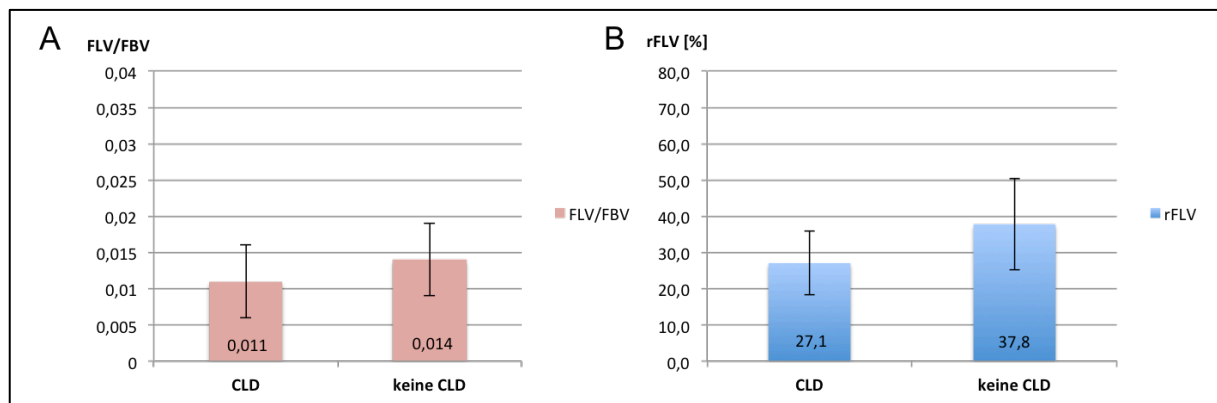 A
FLV/FBV
0,04
0,035
0,03
0,025
0,02
0,015
0,01
0,005
0
0,011
0,014
CLD
keine CLD
FLV/FBV
B
rFLV [%]
80,0
70,0
60,0
50,0
40,0
30,0
20,0
10,0
0,0
27,1
37,8
CLD
keine CLD
rFLV